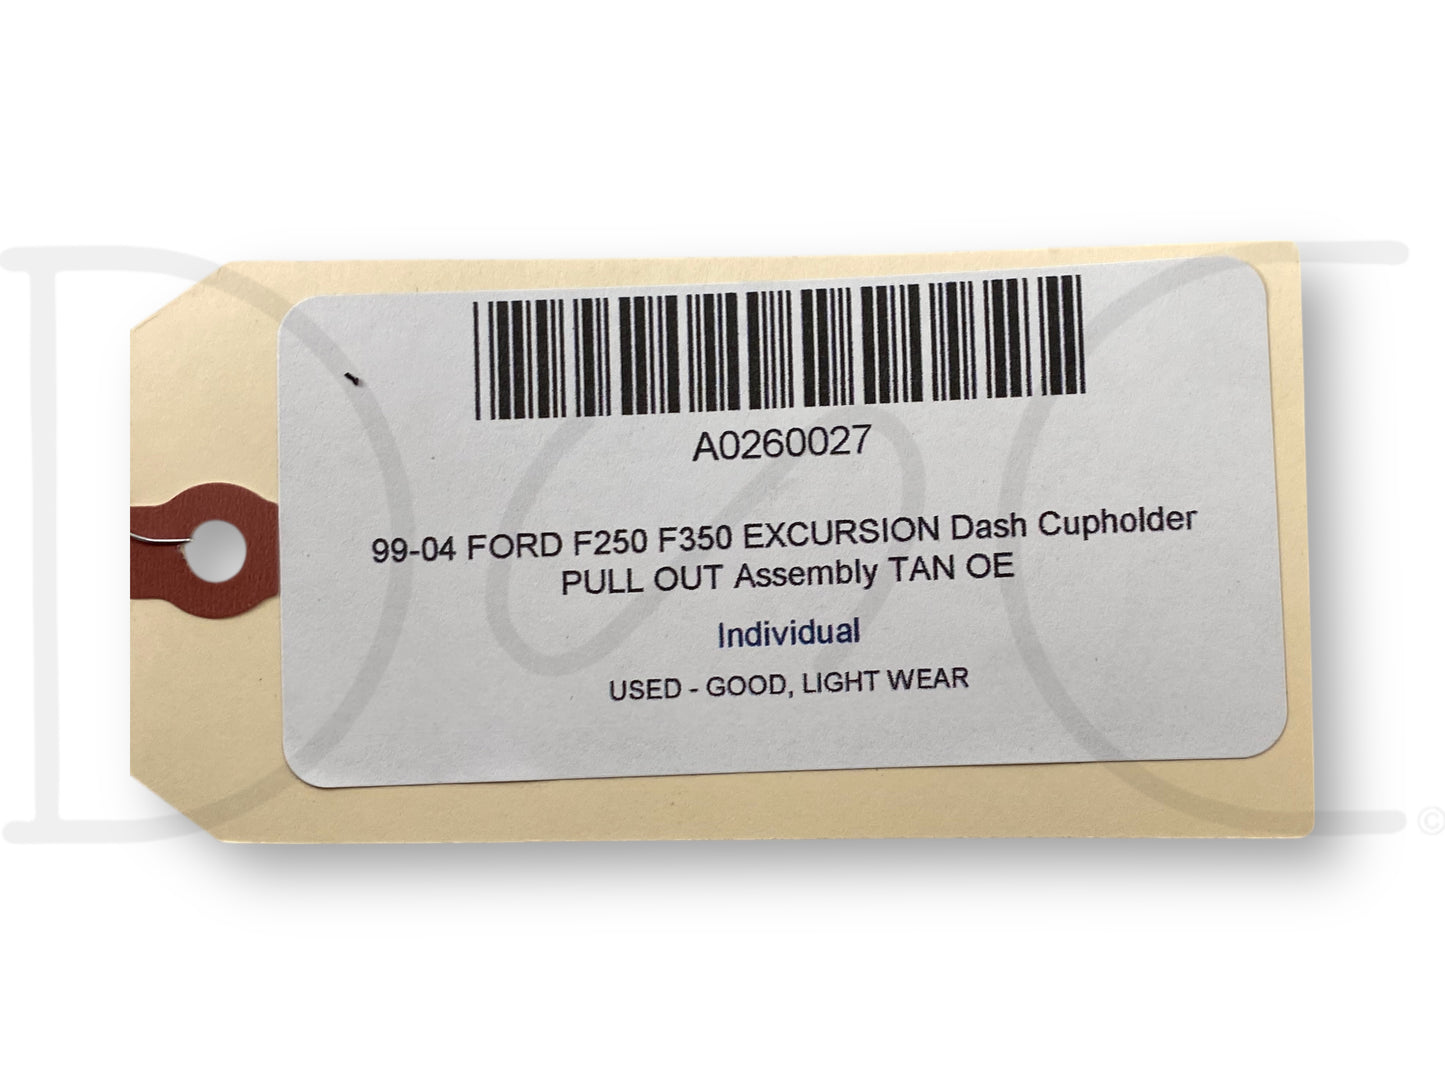 A0260027
99-04 FORD F250 F350 EXCURSION Dash Cupholder
PULL OUT Assembly TAN OE
Individual
USED - GOOD, LIGHT WEAR
©